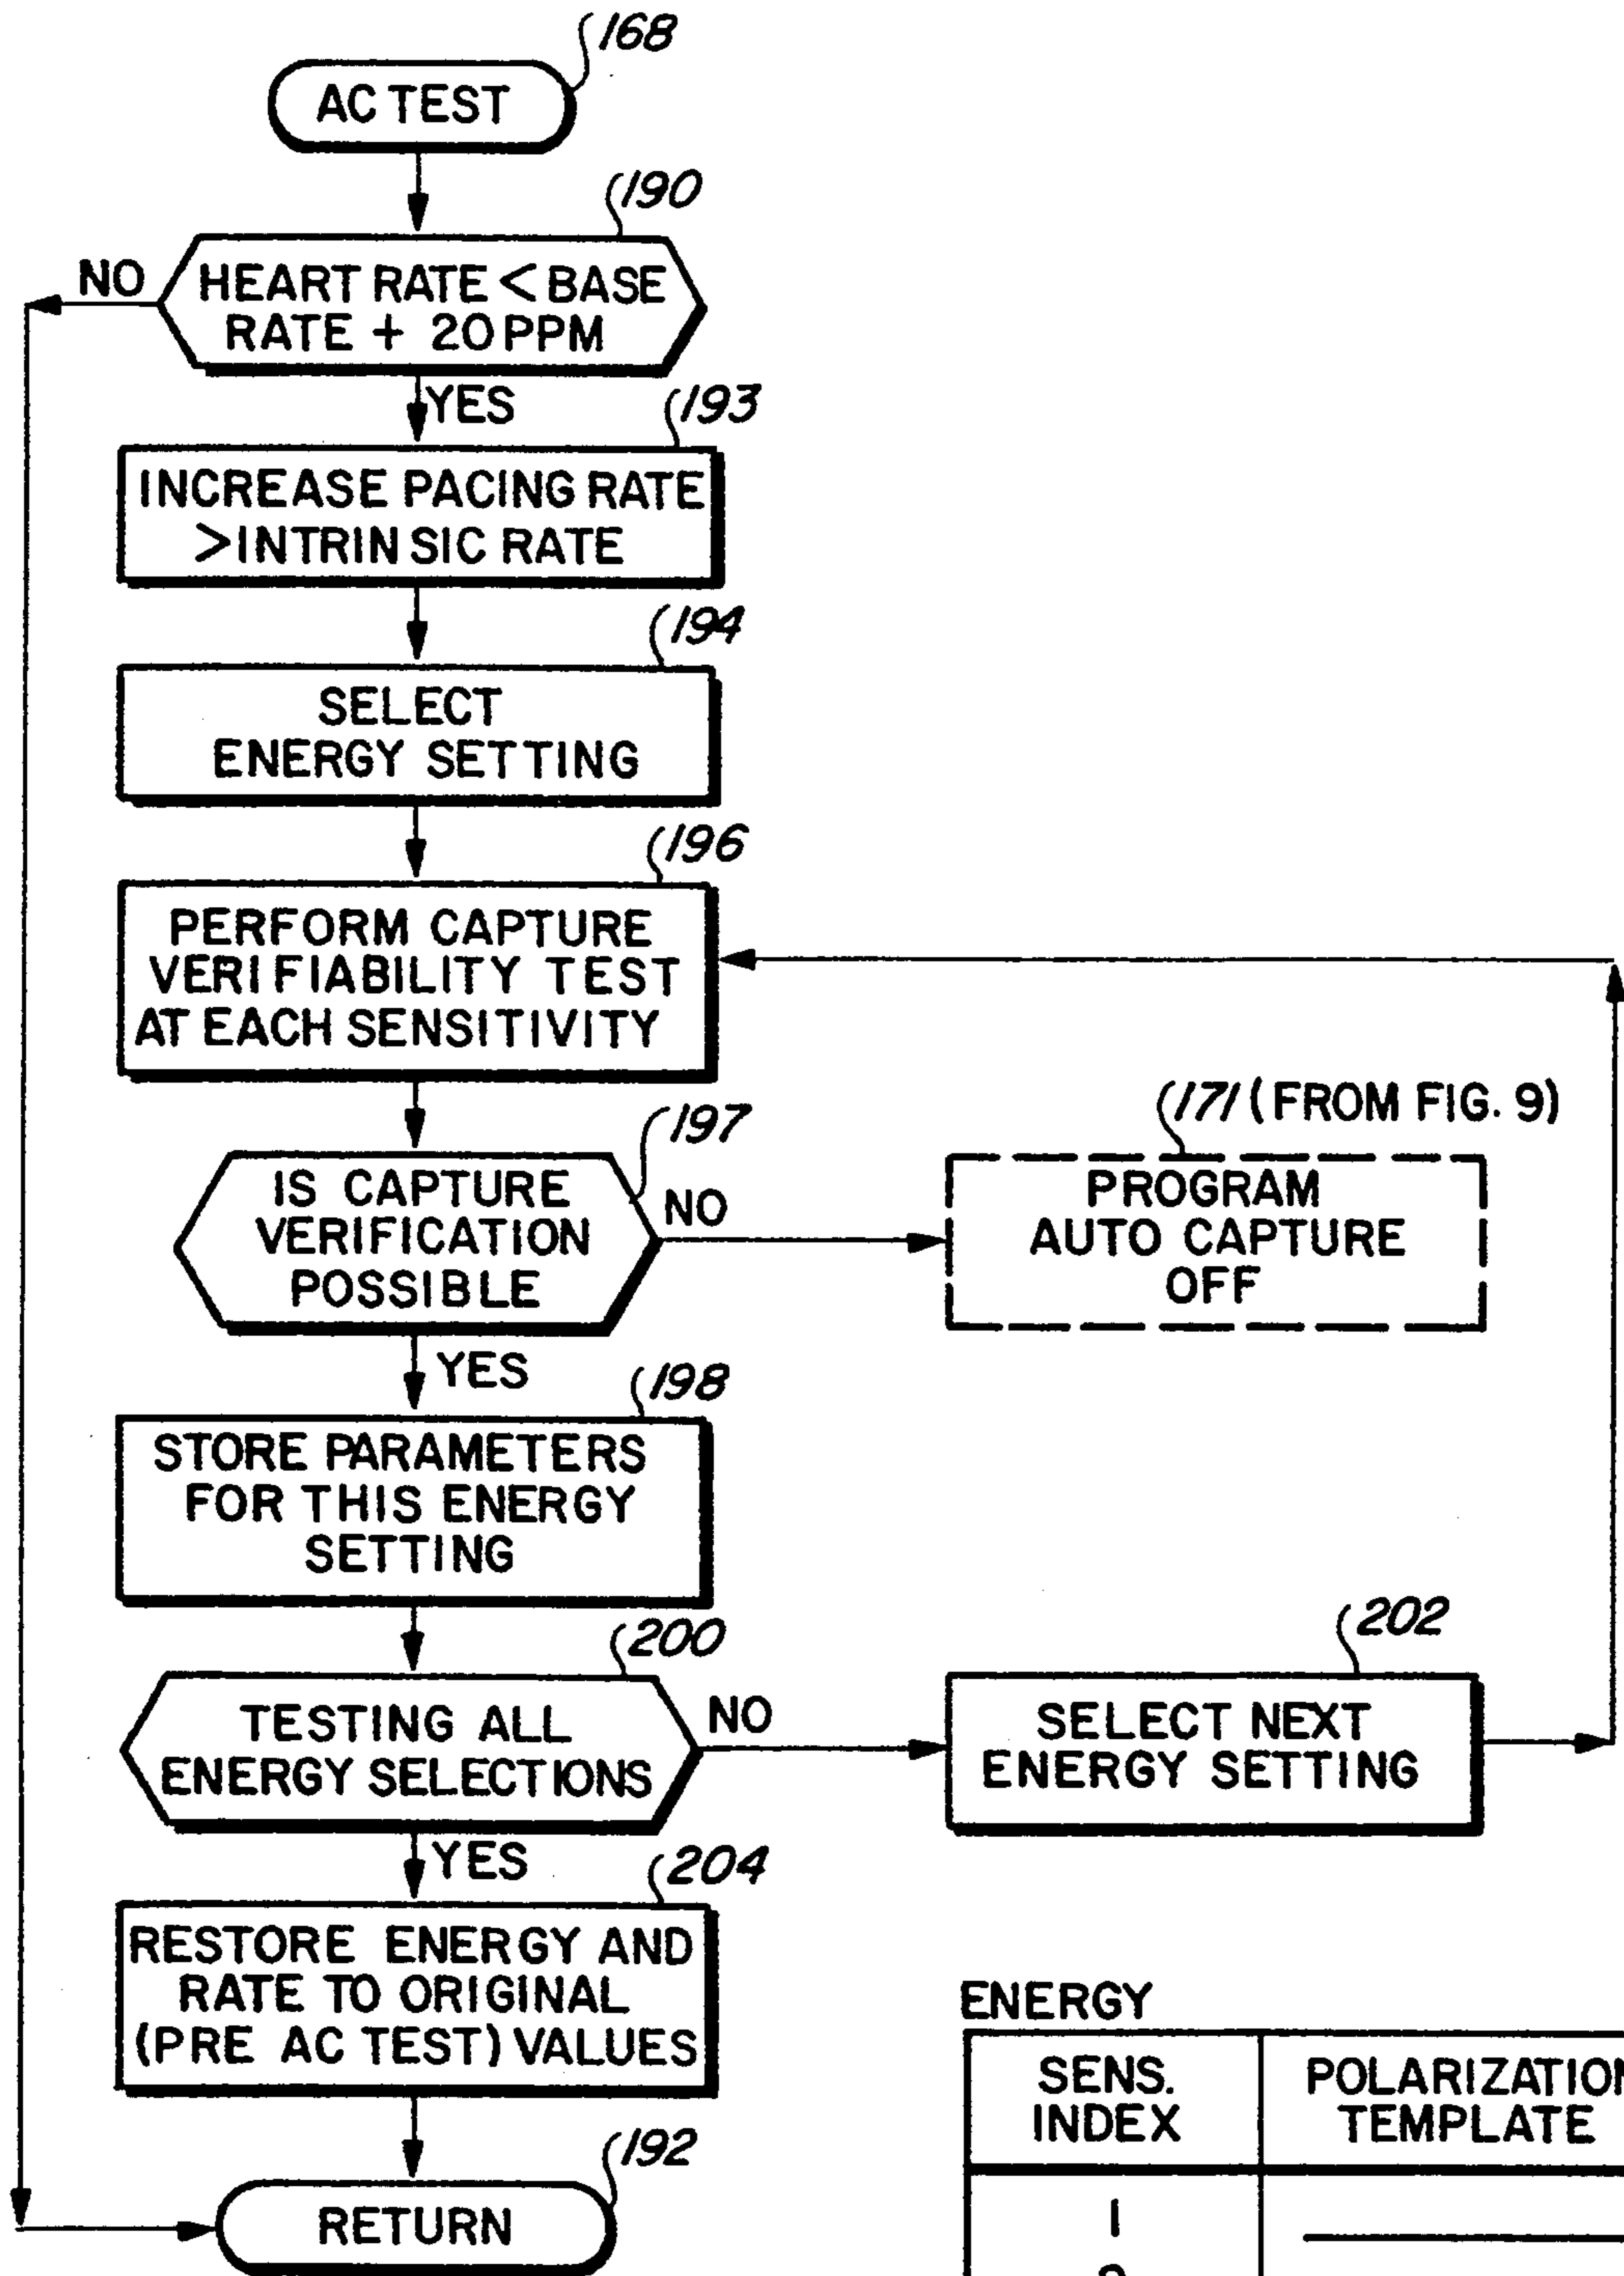 168
AC TEST
190
NO
HEART RATE < BASE
RATE + 20 PPM
YES
193
INCREASE PACING RATE
>INTRINSIC RATE
194
SELECT
ENERGY SETTING
196
PERFORM CAPTURE
VERIFIABILITY TEST
AT EACH SENSITIVITY
171 (FROM FIG. 9)
197
IS CAPTURE
VERIFICATION
POSSIBLE
NO
PROGRAM
AUTO CAPTURE
OFF
YES
198
STORE PARAMETERS
FOR THIS ENERGY
SETTING
200
202
TESTING ALL
ENERGY SELECTIONS
NO
SELECT NEXT
ENERGY SETTING
YES
204
RESTORE ENERGY AND
RATE TO ORIGINAL
(PRE AC TEST) VALUES
192
RETURN
ENERGY
SENS.
INDEX
POLARIZATION
TEMPLATE
1